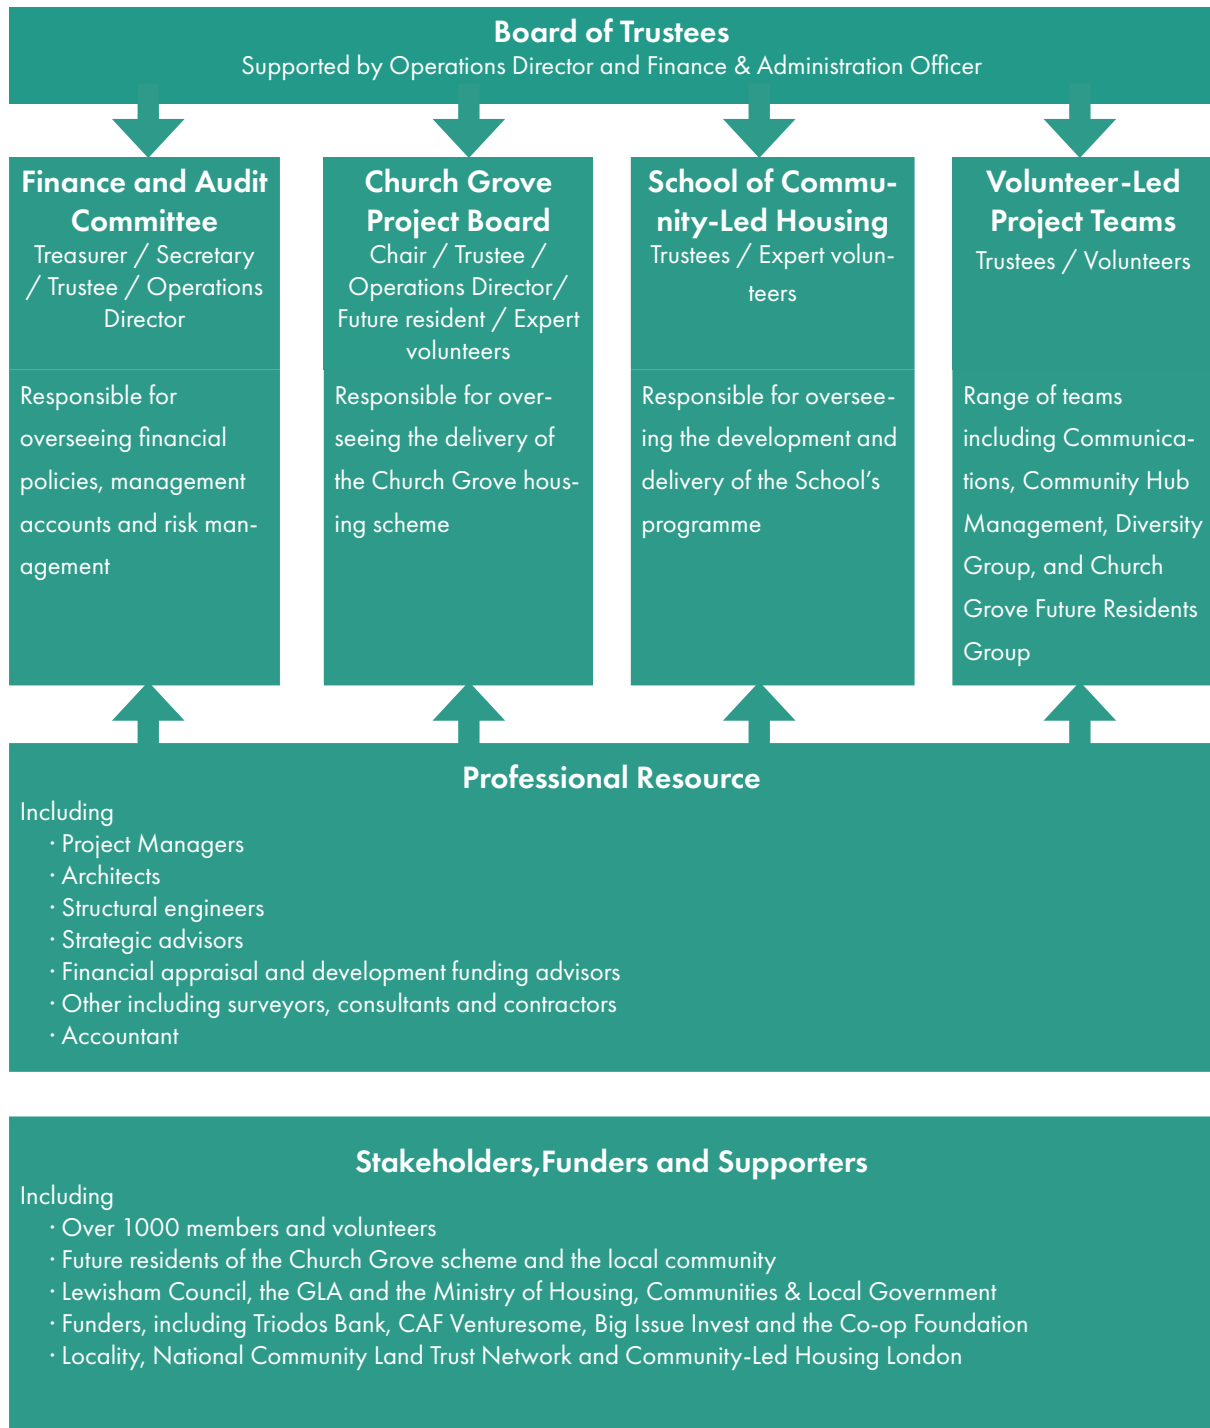 Board of Trustees
Supported by Operations Director and Finance & Administration Officer
Finance and Audit
Committee
Treasurer / Secretary
/ Trustee / Operations
Director
Responsible for
overseeing financial
policies, management
accounts and risk man-
agement
Church Grove
Project Board
Chair / Trustee /
Operations Director/
Future resident / Expert
volunteers
Responsible for over-
seeing the delivery of
the Church Grove hous-
ing scheme
School of Commu-
nity-Led Housing
Trustees / Expert volun-
teers
Responsible for oversee-
ing the development and
delivery of the School's
programme
Volunteer-Led
Project Teams
Trustees / Volunteers
Range of teams
including Communica-
tions, Community Hub
Management, Diversity
Group, and Church
Grove Future Residents
Group
Professional Resource
Including
· Project Managers
· Architects
· Structural engineers
· Strategic advisors
· Financial appraisal and development funding advisors
· Other including surveyors, consultants and contractors
· Accountant
Stakeholders,Funders and Supporters
Including
· Over 1000 members and volunteers
· Future residents of the Church Grove scheme and the local community
· Lewisham Council, the GLA and the Ministry of Housing, Communities & Local Government
· Funders, including Triodos Bank, CAF Venturesome, Big Issue Invest and the Co-op Foundation
· Locality, National Community Land Trust Network and Community-Led Housing London